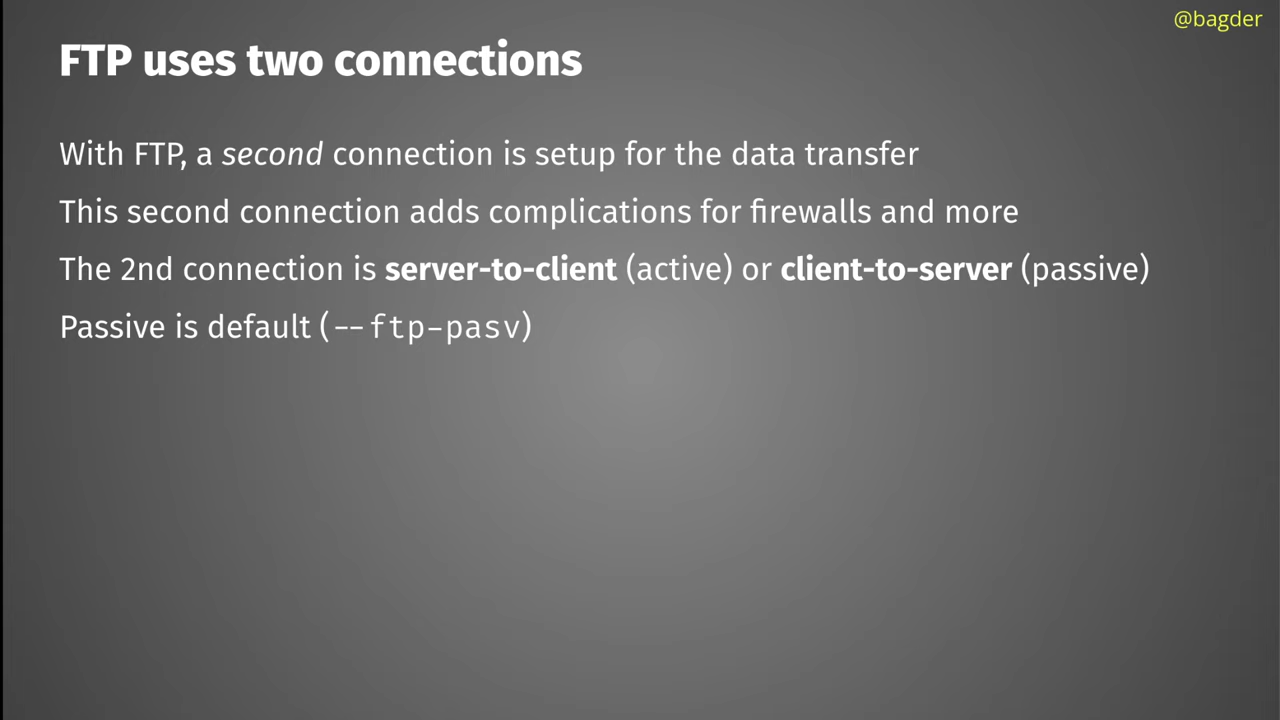 @bagder
FTP uses two connections
With FTP, a second connection is setup for the data transfer
This second connection adds complications for firewalls and more
The 2nd connection is server-to-client (active) or client-to-server (passive)
Passive is default (--ftp-pasv)